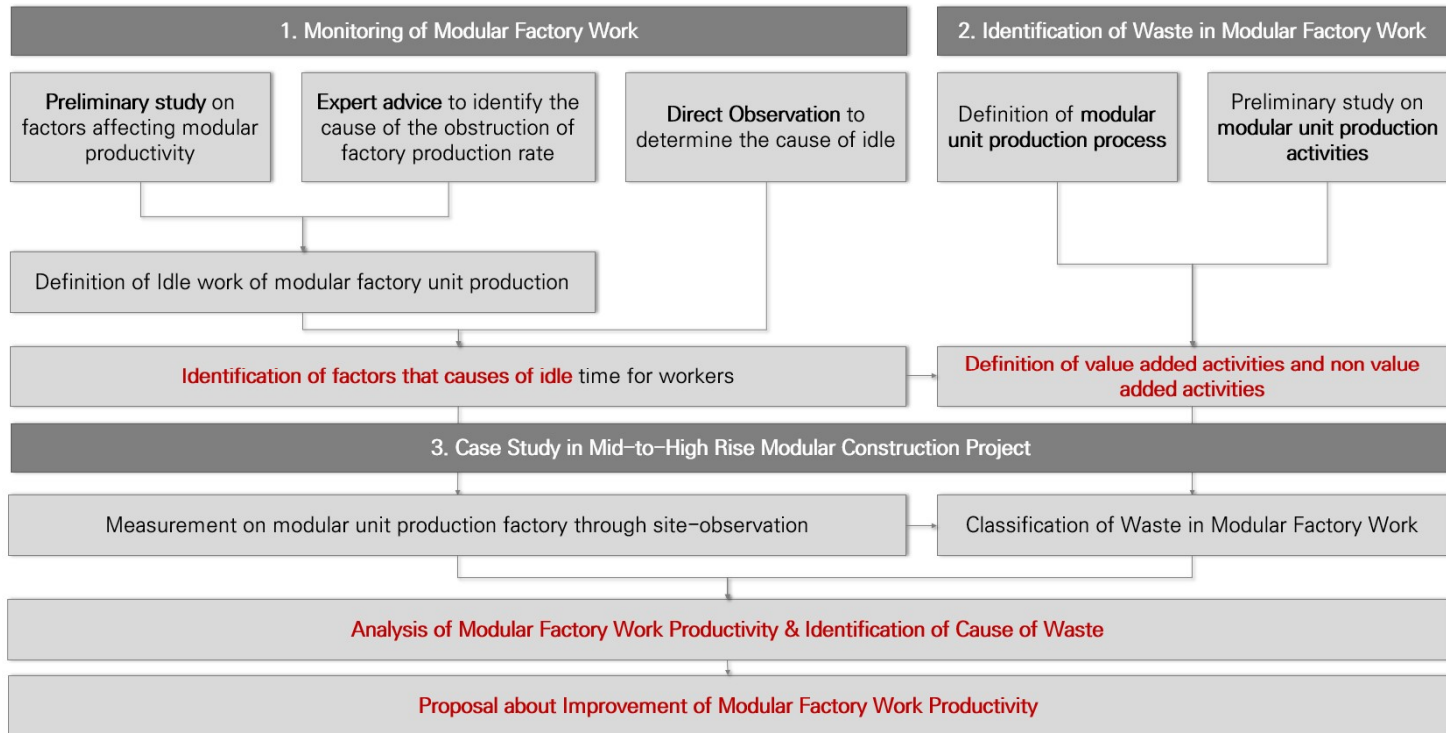 1. Monitoring of Modular Factory Work
2. Identification of Waste in Modular Factory Work
Preliminary study on
factors affecting modular
productivity
Expert advice to identify the
cause of the obstruction of
factory production rate
Direct Observation to
determine the cause of idle
Definition of modular
unit production process
Preliminary study on
modular unit production
activities
Definition of Idle work of modular factory unit production
Identification of factors that causes of idle time for workers
Definition of value added activities and non value
added activities
3. Case Study in Mid-to-High Rise Modular Construction Project
Measurement on modular unit production factory through site-observation
Classification of Waste in Modular Factory Work
Analysis of Modular Factory Work Productivity & Identification of Cause of Waste
Proposal about Improvement of Modular Factory Work Productivity